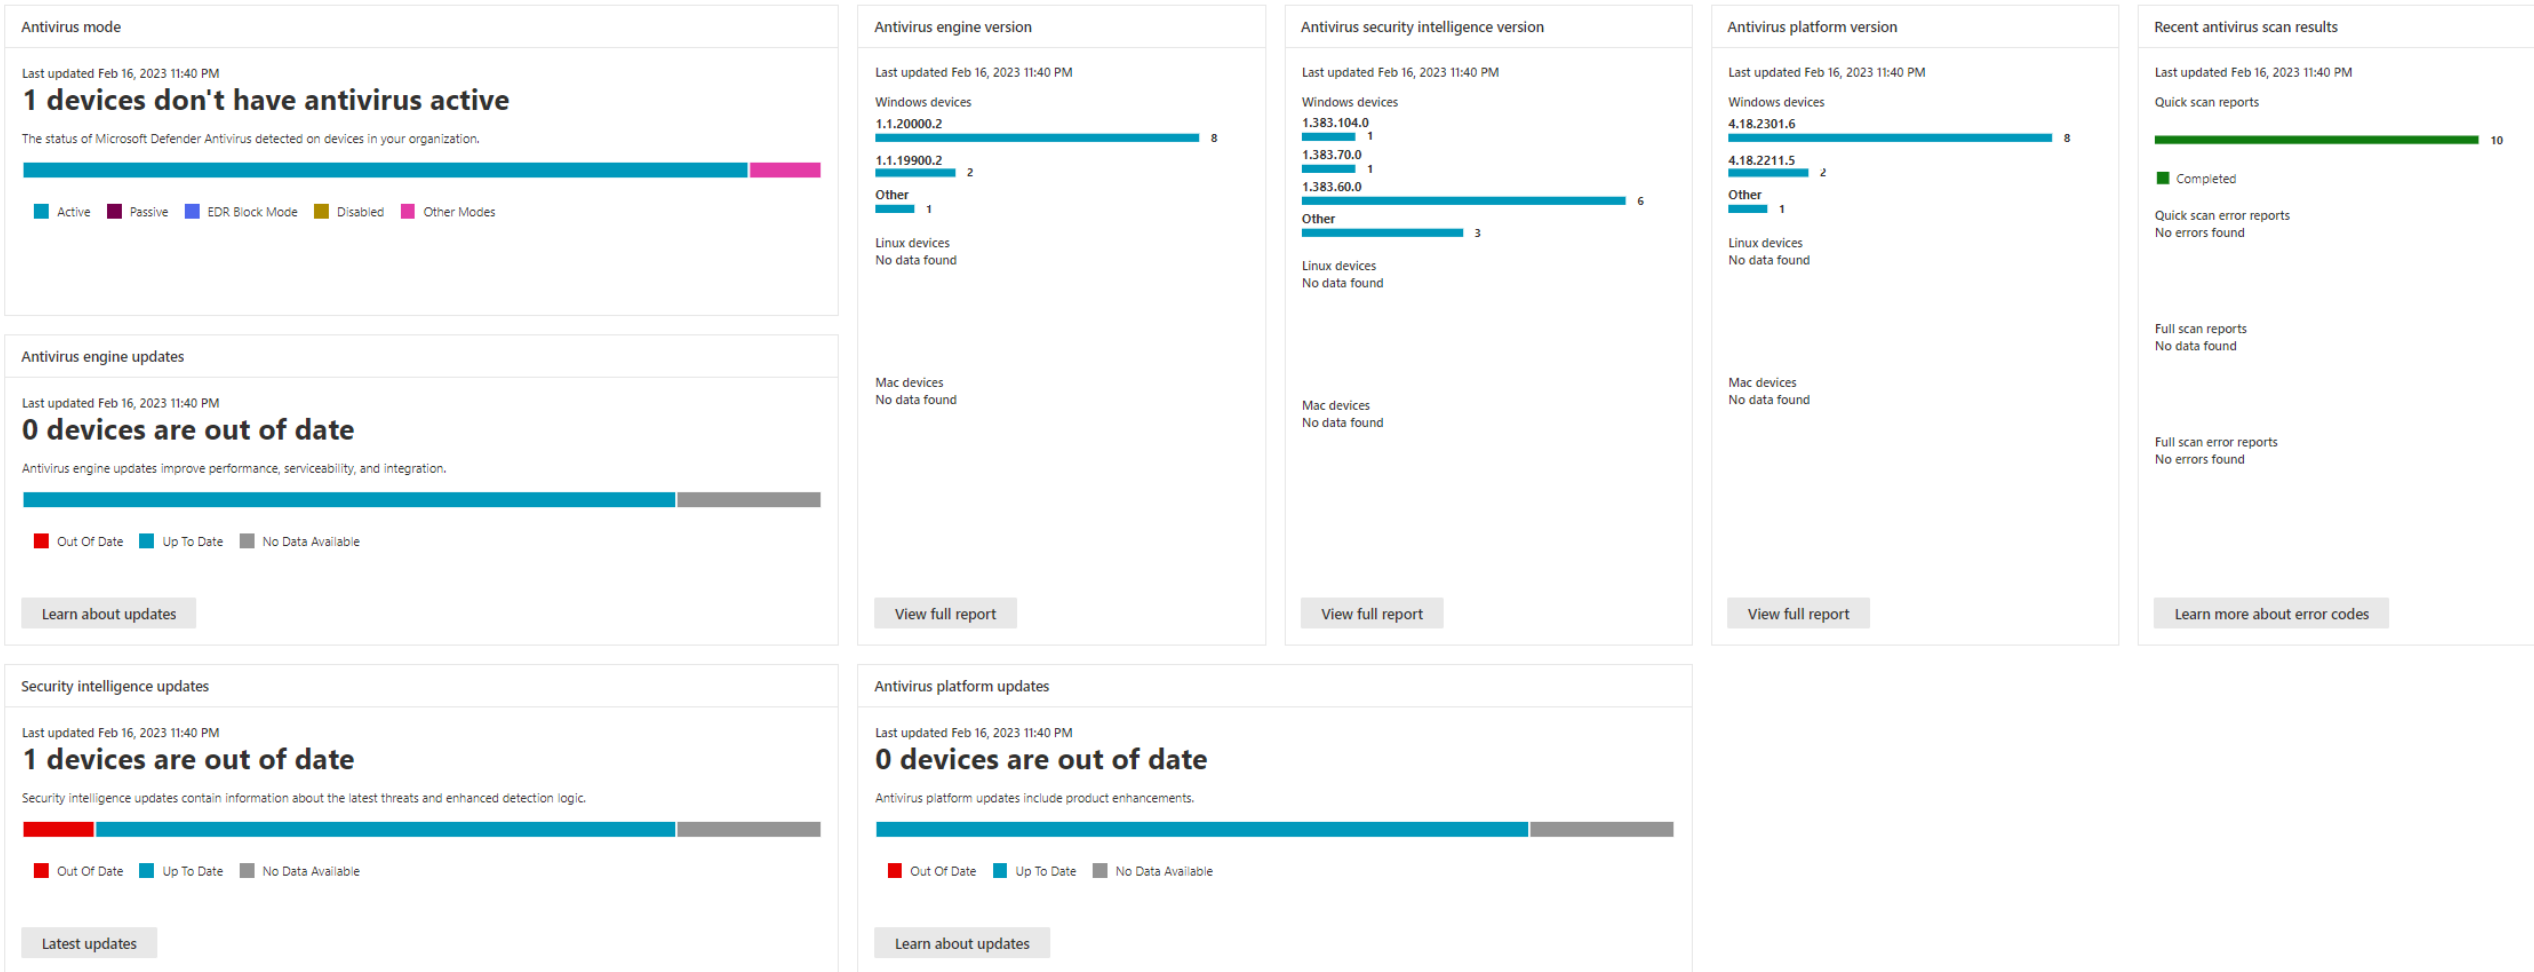 Antivirus mode
Last updated Feb 16, 2023 11:40 PM
1 devices don't have antivirus active
The status of Microsoft Defender Antivirus detected on devices in your organization.
Active Passive EDR Block Mode Disabled Other Modes
Antivirus engine updates
Last updated Feb 16, 2023 11:40 PM
0 devices are out of date
Antivirus engine updates improve performance, serviceability, and integration.
Out Of Date Up To Date No Data Available
Learn about updates
Antivirus engine version
Last updated Feb 16, 2023 11:40 PM
Windows devices
1.1.20000.2
8
1.1.19900.2
2
Other
1
Linux devices
No data found
Mac devices
No data found
View full report
Antivirus security intelligence version
Last updated Feb 16, 2023 11:40 PM
Windows devices
1.383.104.0
1
1.383.70.0
1
1.383.60.0
6
Other
3
Linux devices
No data found
Mac devices
No data found
View full report
Antivirus platform version
Last updated Feb 16, 2023 11:40 PM
Windows devices
4.18.2301.6
8
4.18.2211.5
2
Other
1
Linux devices
No data found
Mac devices
No data found
View full report
Recent antivirus scan results
Last updated Feb 16, 2023 11:40 PM
Quick scan reports
10
Completed
Quick scan error reports
No errors found
Full scan reports
No data found
Full scan error reports
No errors found
Learn more about error codes
Security intelligence updates
Last updated Feb 16, 2023 11:40 PM
1 devices are out of date
Security intelligence updates contain information about the latest threats and enhanced detection logic.
Out Of Date Up To Date No Data Available
Latest updates
Antivirus platform updates
Last updated Feb 16, 2023 11:40 PM
0 devices are out of date
Antivirus platform updates include product enhancements.
Out Of Date Up To Date No Data Available
Learn about updates